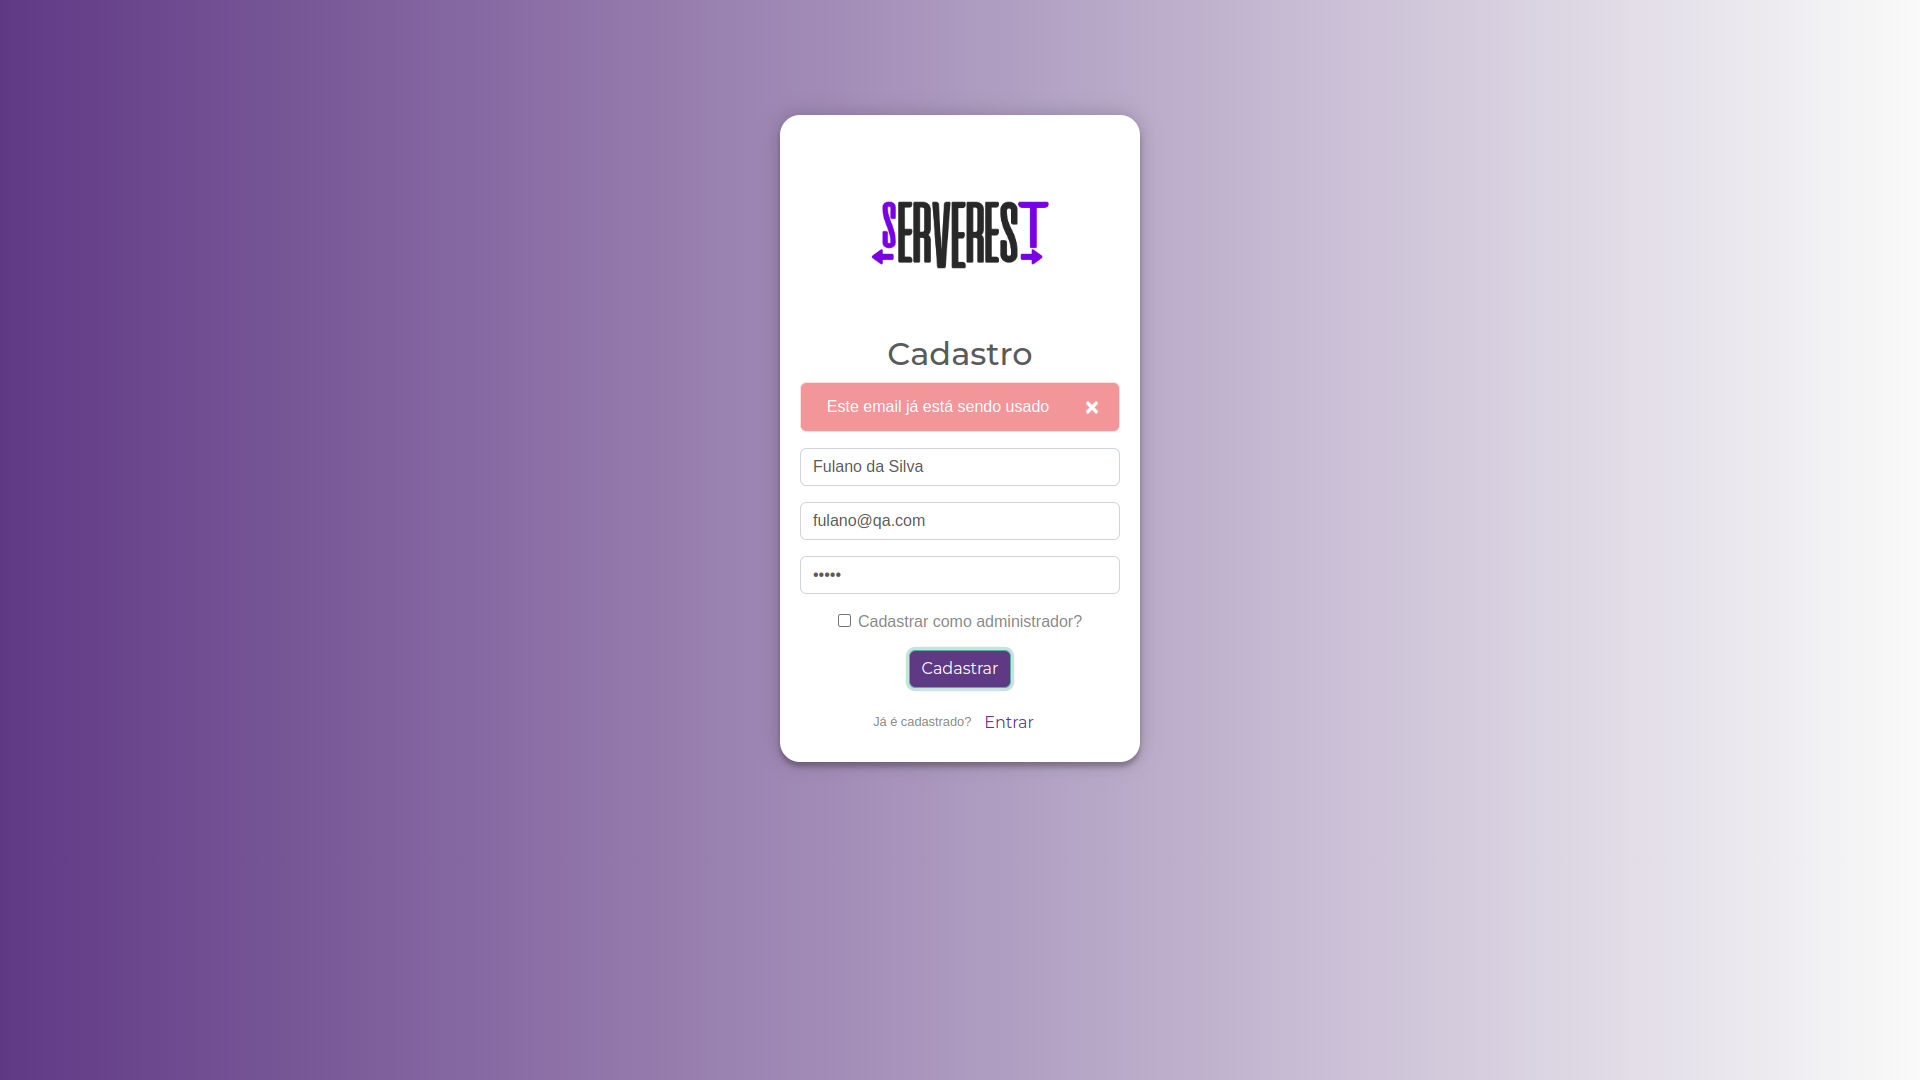 SERVEREST
Cadastro
Este email já está sendo usado
Fulano da Silva
fulano@qa.com
•••••
Cadastrar como administrador?
Cadastrar
Já é cadastrado? Entrar